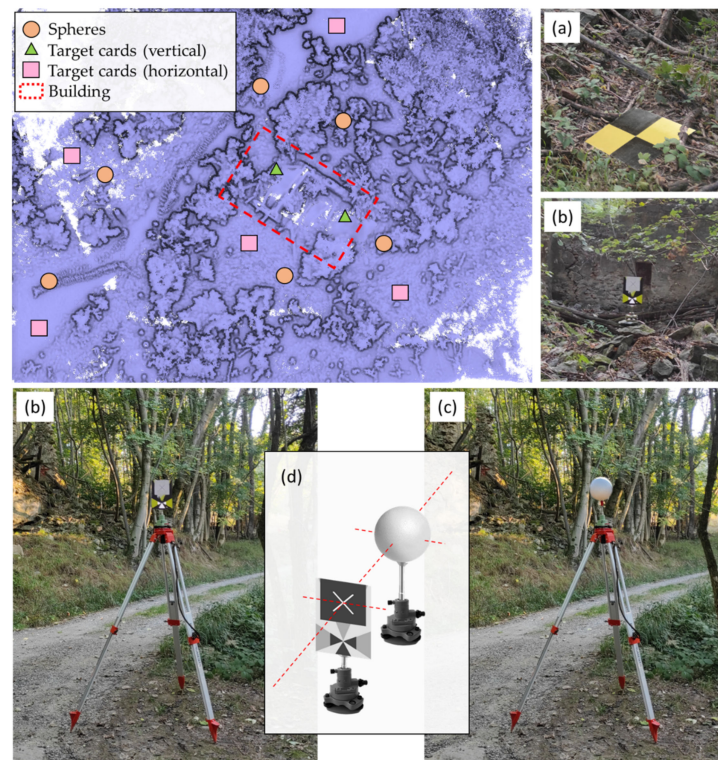 Spheres
Target cards (vertical)
Target cards (horizontal)
Building
(a)
(b)
(b)
(c)
(d)